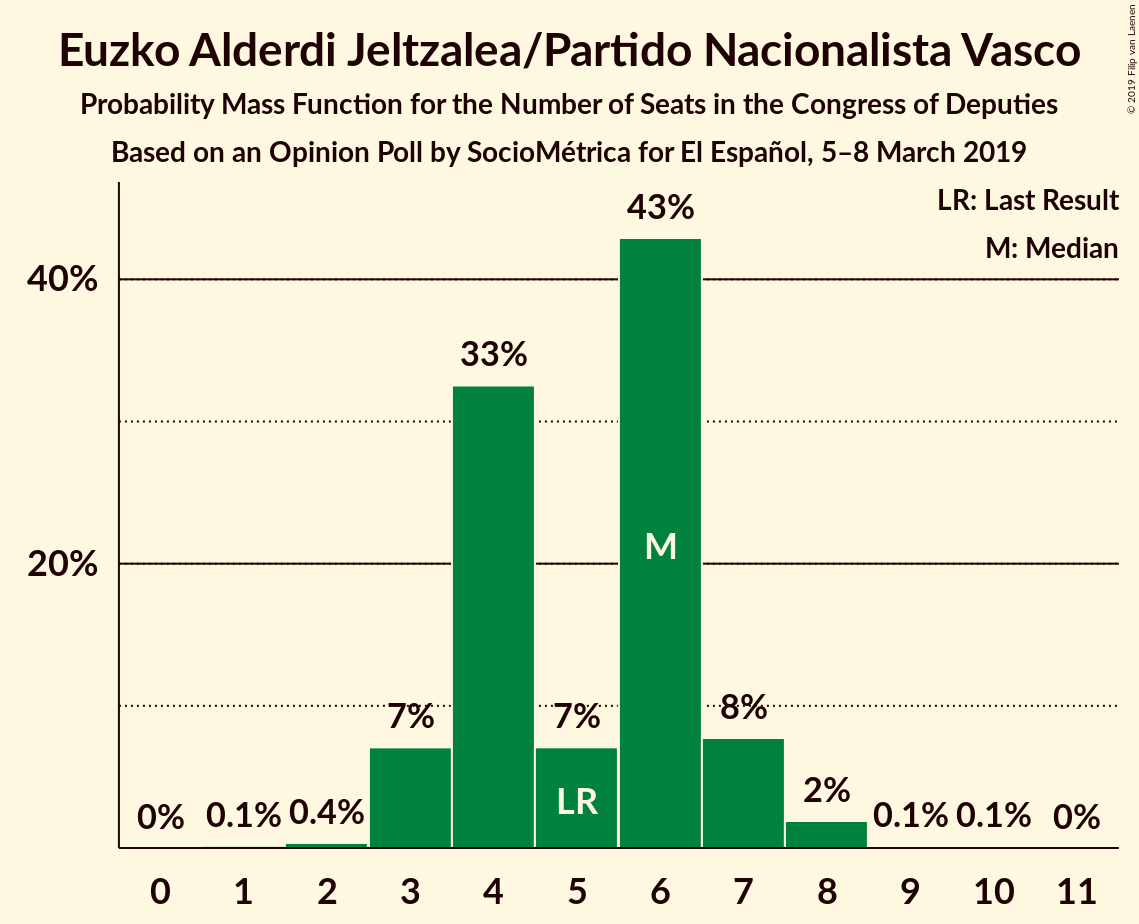 Euzko Alderdi Jeltzalea/Partido Nacionalista Vasco
Probability Mass Function for the Number of Seats in the Congress of Deputies
Based on an Opinion Poll by SocioMétrica for El Español, 5–8 March 2019
© 2019 Filip van Laenen
LR: Last Result
M: Median
43%
40%
33%
M
20%
7% 7% 8%
LR
0% 0.1% 0.4% 2% 0.1% 0.1% 0%
0 1 2 3 4 5 6 7 8 9 10 11